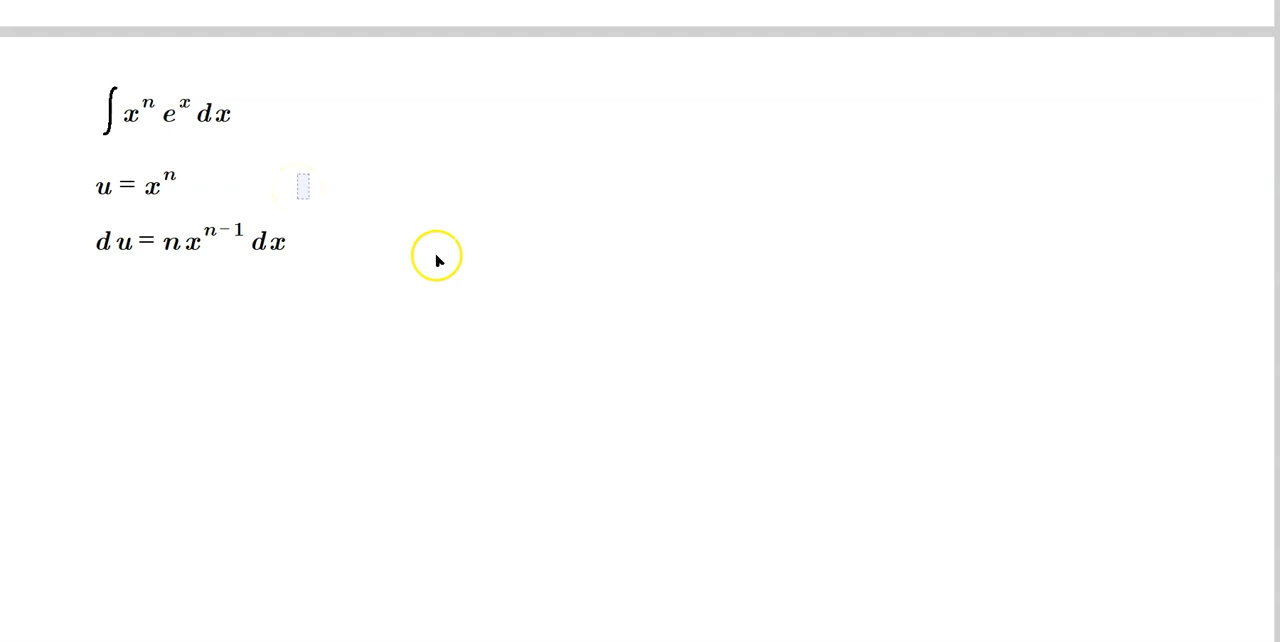 ∫ xⁿ eˣ dx
u = xⁿ
du = n xⁿ⁻¹ dx